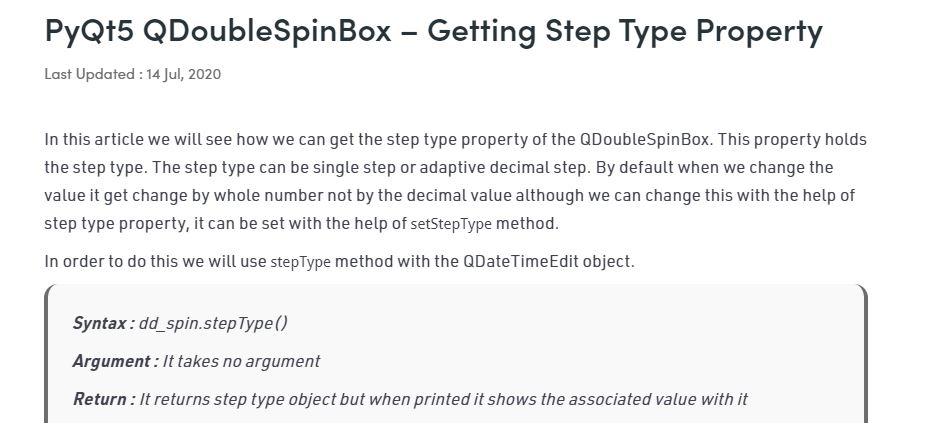 PyQt5 QDoubleSpinBox – Getting Step Type Property
Last Updated : 14 Jul, 2020
In this article we will see how we can get the step type property of the QDoubleSpinBox. This property holds
the step type. The step type can be single step or adaptive decimal step. By default when we change the
value it get change by whole number not by the decimal value although we can change this with the help of
step type property, it can be set with the help of setStepType method.
In order to do this we will use stepType method with the QDateTimeEdit object.
Syntax : dd_spin.stepType()
Argument : It takes no argument
Return : It returns step type object but when printed it shows the associated value with it